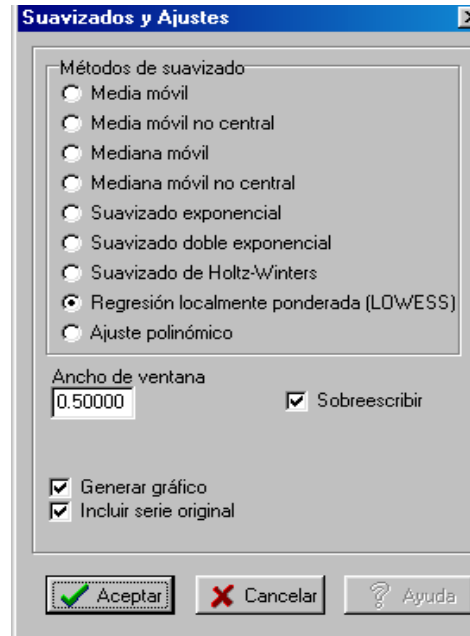 Suavizados y Ajustes
Métodos de suavizado
Media móvil
Media móvil no central
Mediana móvil
Mediana móvil no central
Suavizado exponencial
Suavizado doble exponencial
Suavizado de Holtz-Winters
Regresión localmente ponderada (LOWESS)
Ajuste polinómico
Ancho de ventana
0.50000
Sobreescribir
Generar gráfico
Incluir serie original
Aceptar Cancelar Ayuda